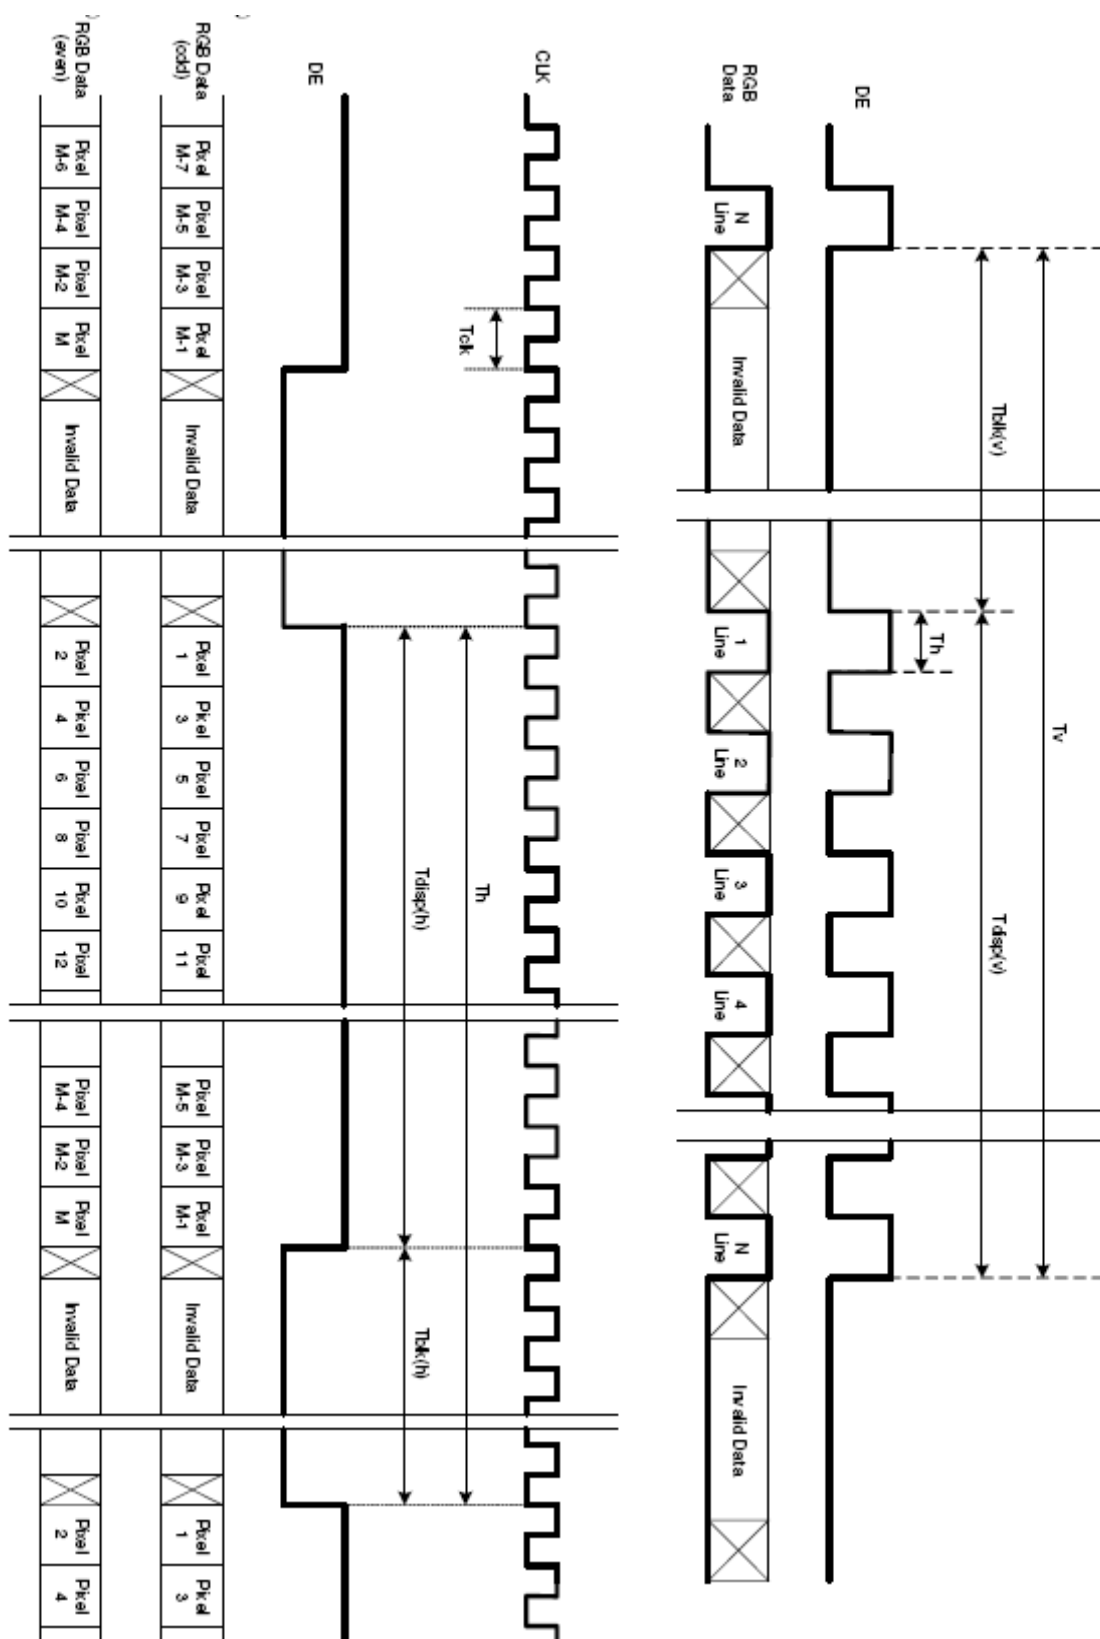 DE
RGB
Data
Line
N
Invalid Data
Line
1
Line
2
Line
3
Line
4
Line
N
Invalid Data
Tblk(v)
Tv
Th
Tdisp(v)
CLK
Tclk
DE
Th
Tdisp(h)
Tblk(h)
RGB Data
(odd)
Pixel
M-7
Pixel
M-5
Pixel
M-3
Pixel
M-1
Invalid Data
Pixel
1
Pixel
3
Pixel
5
Pixel
7
Pixel
9
Pixel
11
Pixel
M-5
Pixel
M-3
Pixel
M-1
Invalid Data
Pixel
1
Pixel
3
RGB Data
(even)
Pixel
M-6
Pixel
M-4
Pixel
M-2
Pixel
M
Invalid Data
Pixel
2
Pixel
4
Pixel
6
Pixel
8
Pixel
10
Pixel
12
Pixel
M-4
Pixel
M-2
Pixel
M
Invalid Data
Pixel
2
Pixel
4